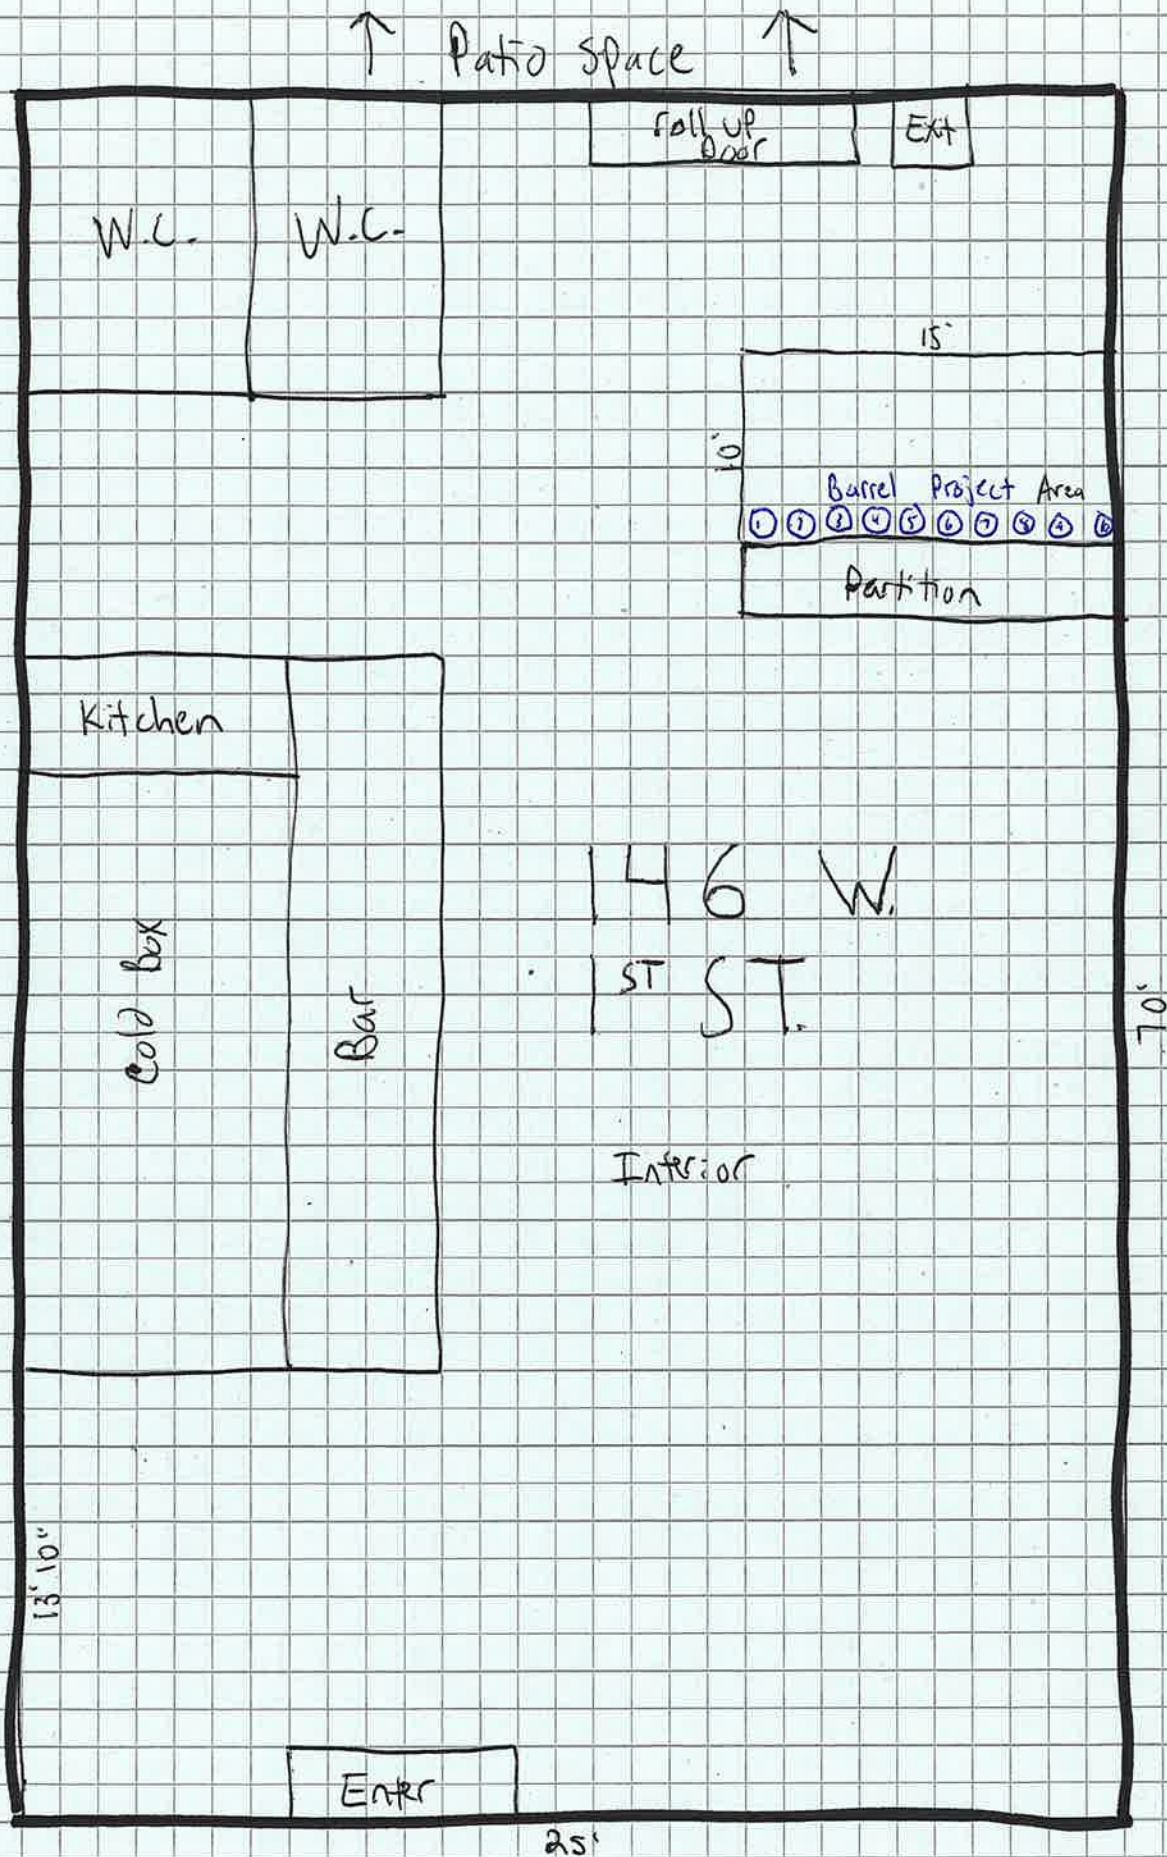 ↑ Patio Space ↑
roll up
Door
Exit
W.C.
W.C.
15'
10'
Barrel Project Area
1 2 3 4 5 6 7 8 9 10
Partition
Kitchen
Cold Box
Bar
146 W.
1ST ST.
70'
Interior
13' 10"
Enter
25'